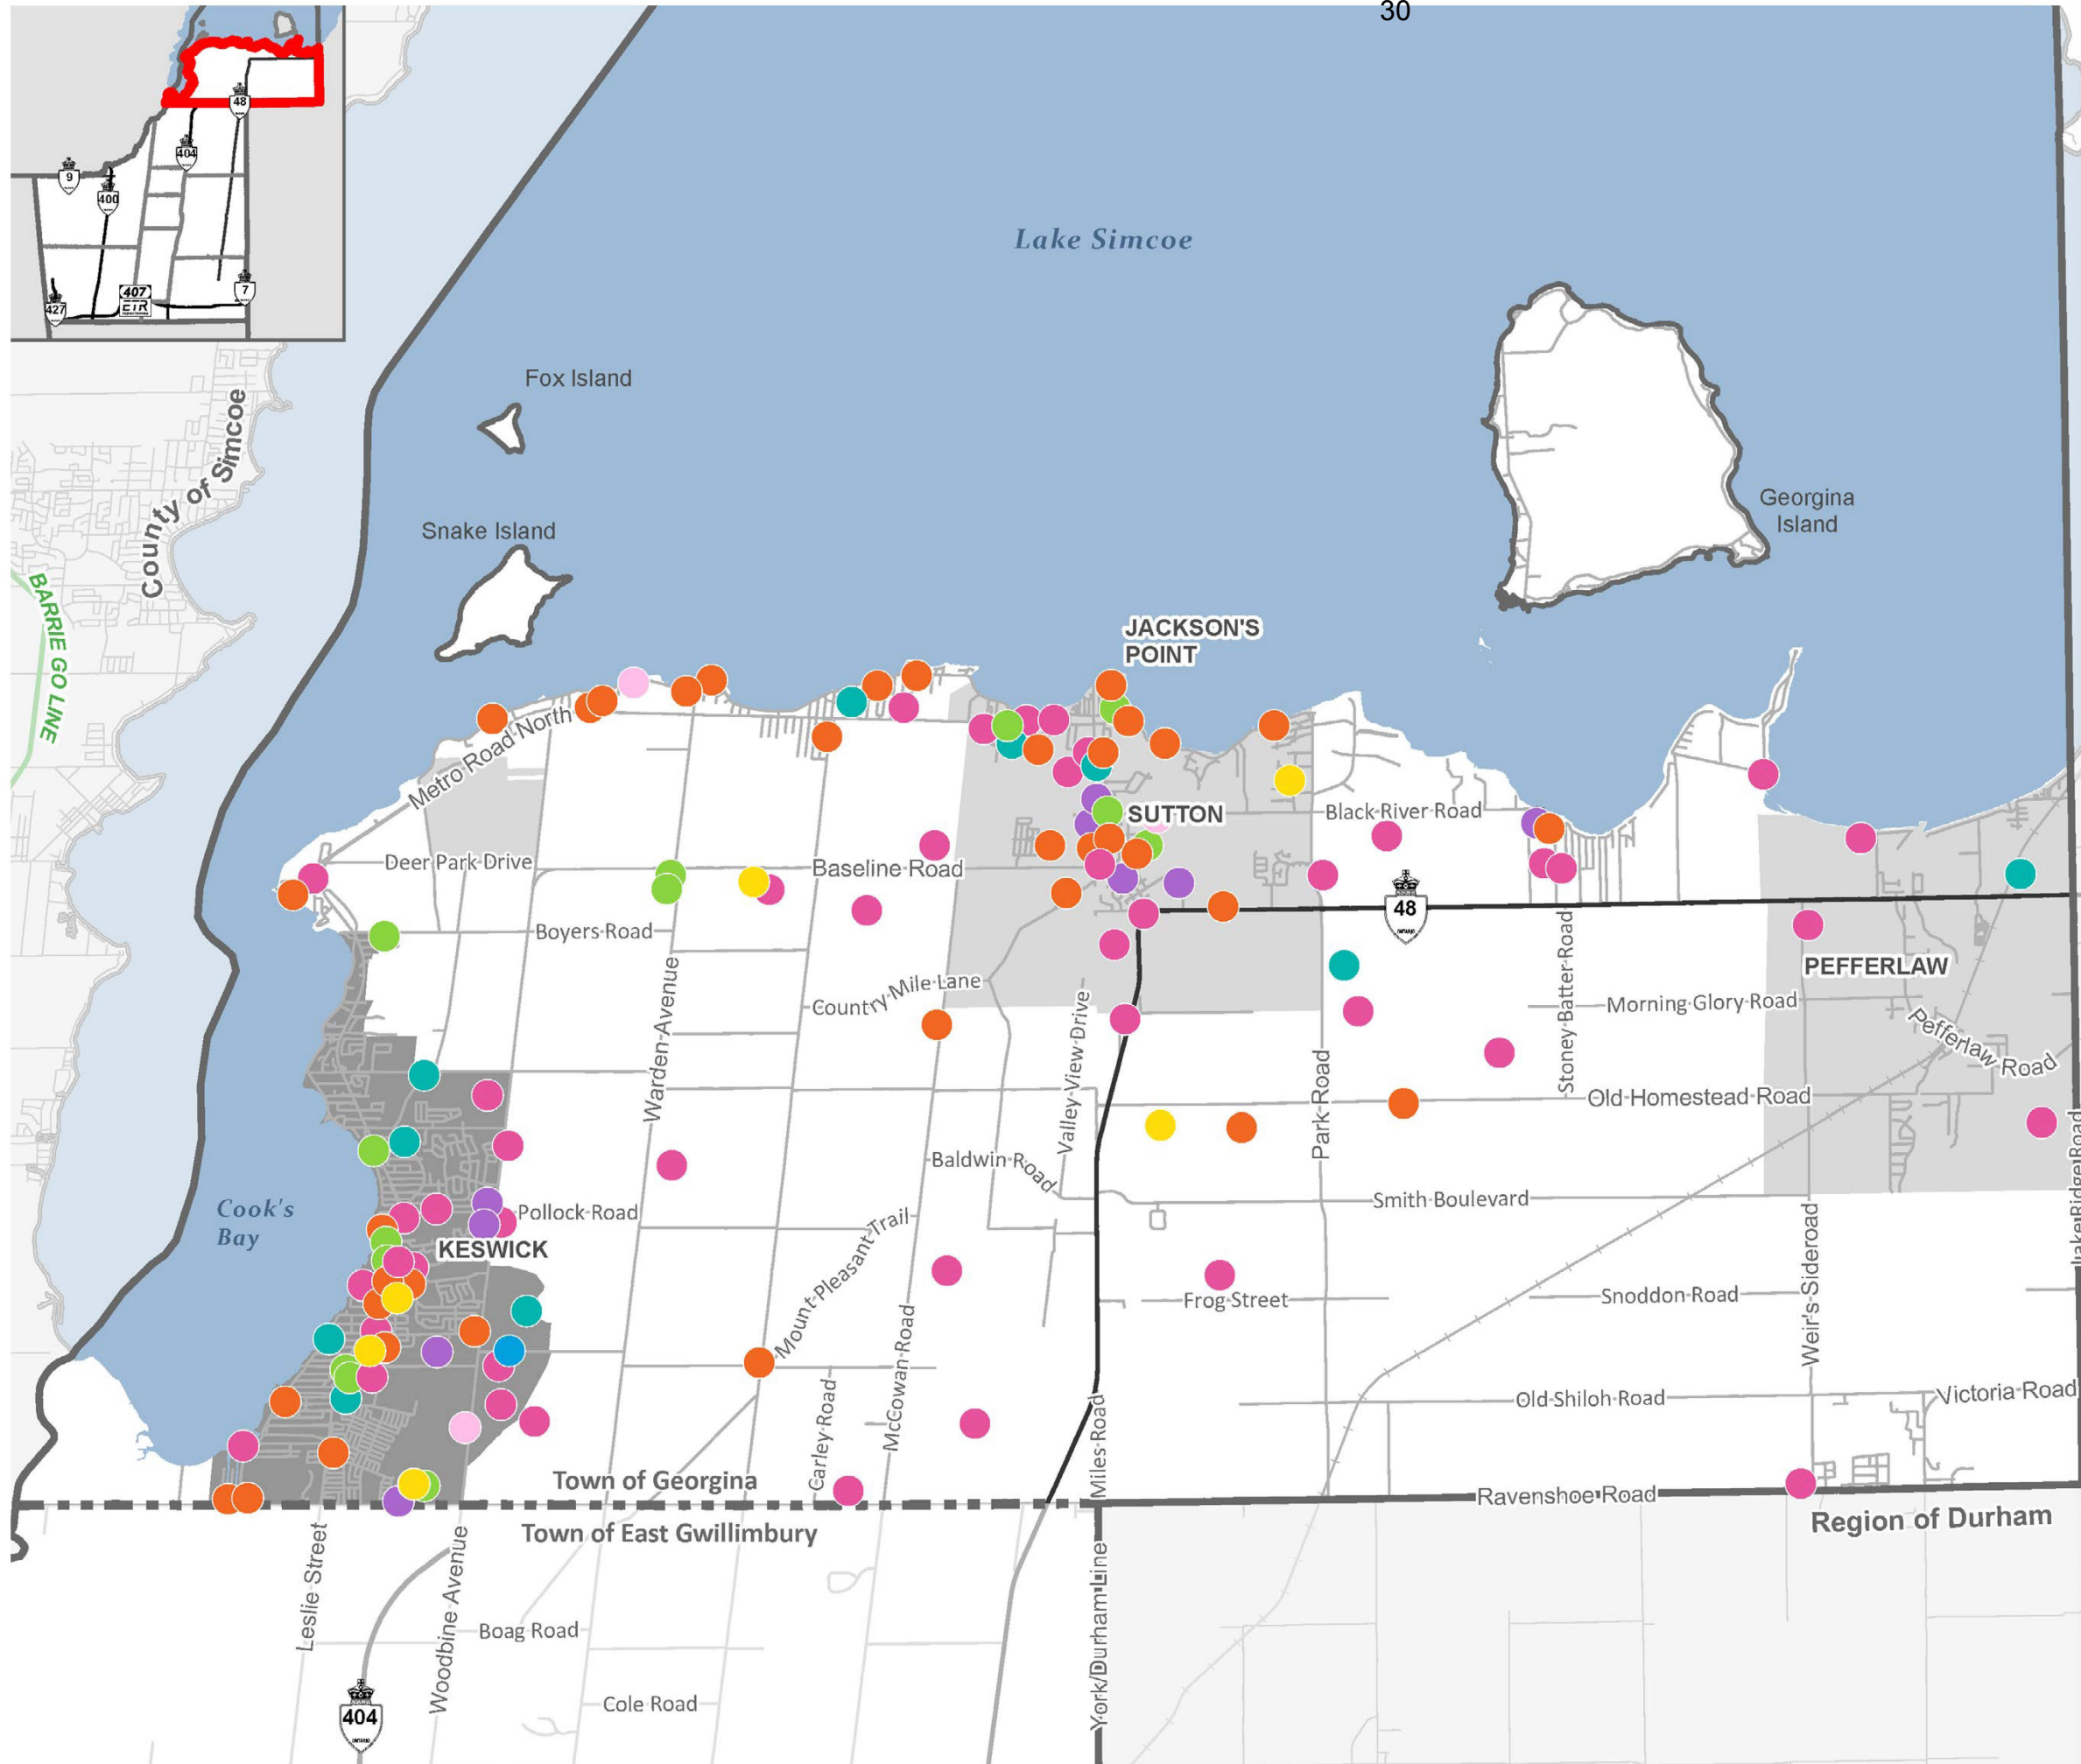 30
48
404
9
400
407
ETR
7
427
Lake Simcoe
Fox Island
County of Simcoe
Georgina
Island
Snake Island
BARRIE GO LINE
JACKSON'S
POINT
Metro Road North
SUTTON
Black River Road
Deer Park Drive
Baseline Road
48
ONTARIO
Boyers Road
PEFFERLAW
Country Mile Lane
Morning Glory Road
Warden Avenue
Valley View Drive
Stoney Batter Road
Pefferlaw Road
Park Road
Old Homestead Road
Lake Ridge Road
Baldwin Road
Smith Boulevard
Cook's
Bay
Pollock Road
KESWICK
Mount Pleasant Trail
Weir's Sideroad
Frog Street
Snoddon Road
McCowan Road
Carley Road
Old Shiloh Road
Victoria Road
Miles Road
Town of Georgina
Ravenshoe Road
Town of East Gwillimbury
Region of Durham
Leslie Street
Woodbine Avenue
York/Durham Line
Boag Road
Cole Road
404
ONTARIO